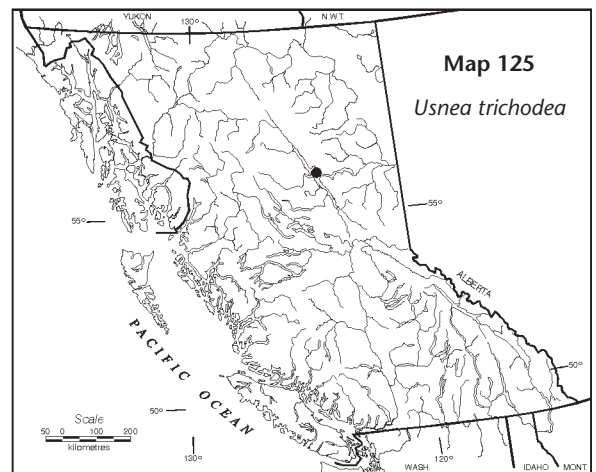 YUKON
130°
N.W.T.
Map 125
Usnea trichodea
55°
55°
ALBERTA
PACIFIC OCEAN
50°
50°
Scale
50 0 100 200
kilometres
130°
120°
WASH.
IDAHO
MONT.